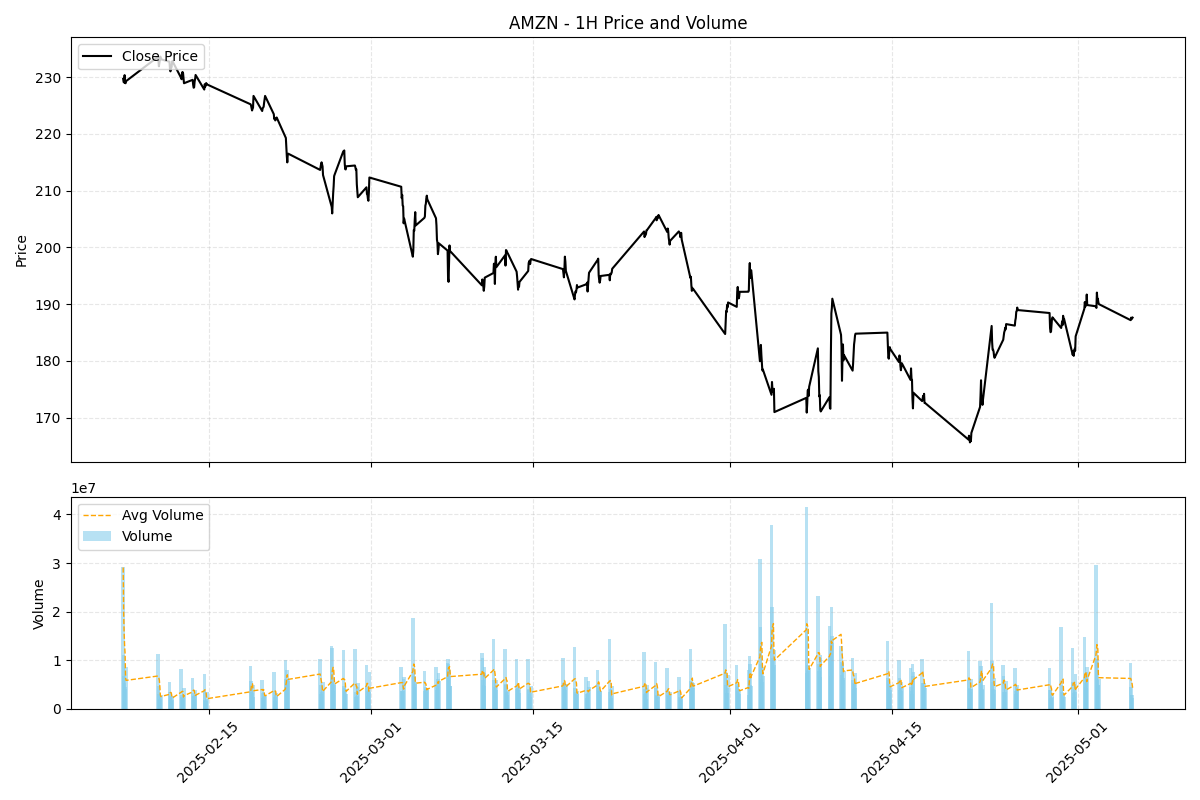 AMZN - 1H Price and Volume
Close Price
Price
230
220
210
200
190
180
170
1e7
Avg Volume
Volume
Volume
4
3
2
1
0
2025-02-15
2025-03-01
2025-03-15
2025-04-01
2025-04-15
2025-05-01